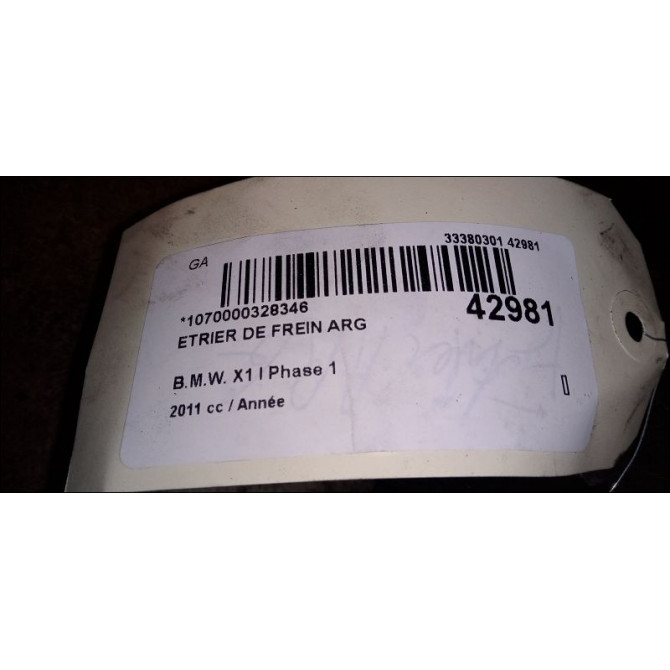 33380301 42981
GA
*1070000328346
42981
ETRIER DE FREIN ARG
B.M.W. X1 I Phase 1
2011 cc / Année